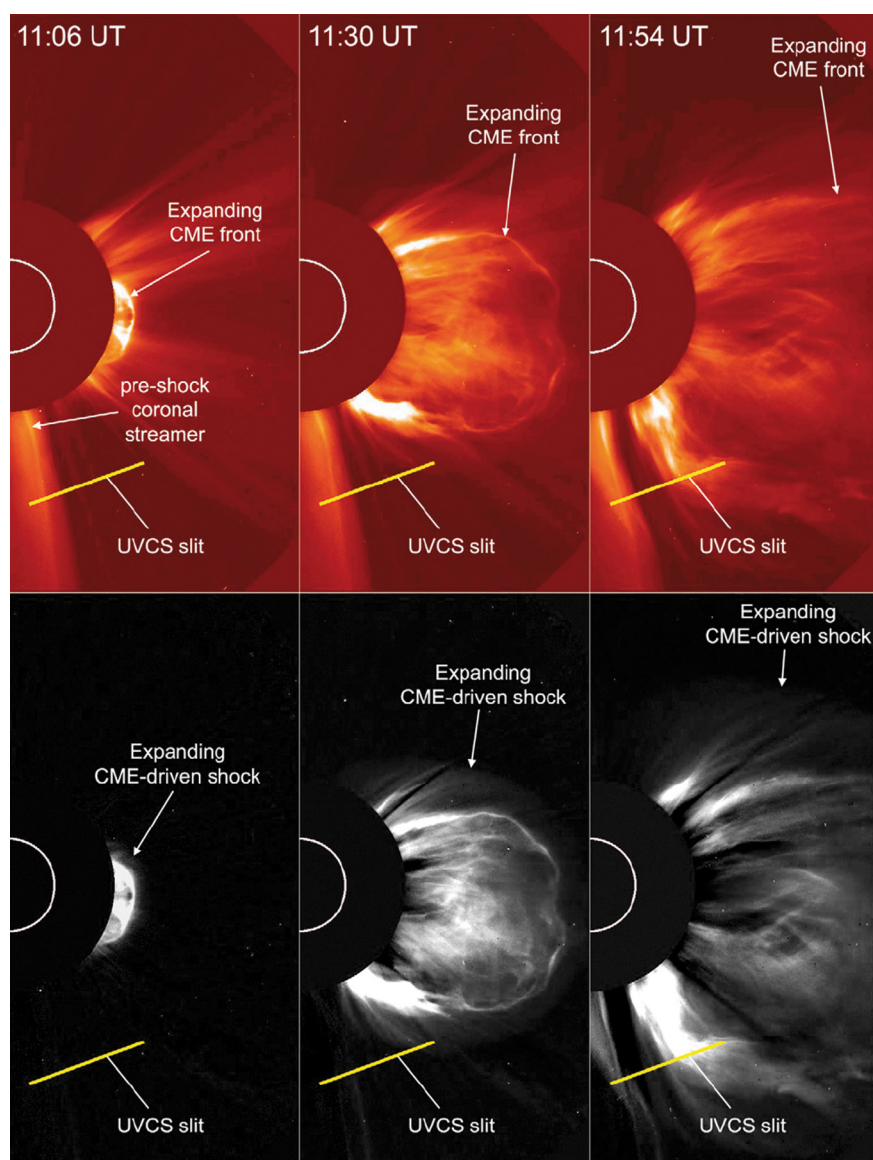 11:06 UT
Expanding
CME front
pre-shock
coronal
streamer
UVCS slit
11:30 UT
Expanding
CME front
UVCS slit
11:54 UT
Expanding
CME front
UVCS slit
Expanding
CME-driven shock
UVCS slit
Expanding
CME-driven shock
UVCS slit
Expanding
CME-driven shock
UVCS slit